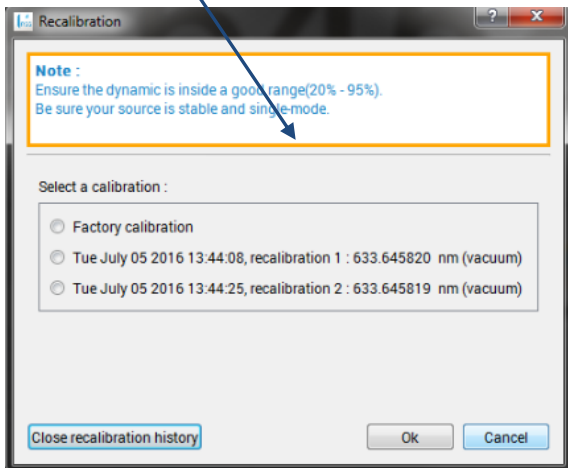 Recalibration
?
Note :
Ensure the dynamic is inside a good range(20% - 95%).
Be sure your source is stable and single-mode.
Select a calibration :
Factory calibration
Tue July 05 2016 13:44:08, recalibration 1 : 633.645820 nm (vacuum)
Tue July 05 2016 13:44:25, recalibration 2 : 633.645819 nm (vacuum)
Close recalibration history
Ok
Cancel